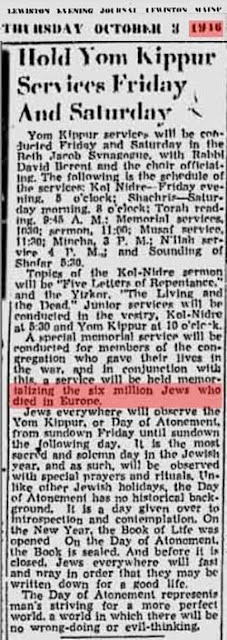 LEWISTON EVENING JOURNAL LEWISTON MAINE
THURSDAY OCTOBER 3 1946
Hold Yom Kippur
Services Friday
And Saturday
Yom Kippur services will be con-
ducted Friday and Saturday in the
Beth Jacob Synagogue, with Rabbi
David Berent and the choir officiat-
ing. The following is the schedule of
the services: Kol Nidre—Friday eve-
ning, 5 o'clock; Shachris—Satur-
day morning, 8 o'clock; Torah read-
ing, 9:45 A. M.; Memorial services,
1030; sermon, 11:00; Musaf service,
11:30; Mincha, 3 P. M.; N'ilah ser-
vice 4 P. M.; and Sounding of
Shofar 5:30.
Topics of the Kol-Nidre sermon
will be "Five Letters of Repentance,"
and the Yizkor, "The Living and
the Dead." Junior services will be
conducted in the vestry, Kol-Nidre
at 5:30 and Yom Kippur at 10 o'clock.
A special memorial service will be
conducted for members of the con-
gregation who gave their lives in
the war, and in conjunction with
this, a service will be held memor-
ializing the six million Jews who
died in Europe.
Jews everywhere will observe the
Yom Kippur, or Day of Atonement,
from sundown Friday until sundown
the following day. It is the most
sacred and solemn day in the Jewish
year, and as such, will be observed
with special prayers and rituals. Un-
like other Jewish holidays, the Day
of Atonement has no historical back-
ground. It is a day given over to
introspection and contemplation. On
the New Year, the Book of Life was
opened On the Day of Atonement,
the Book is sealed. And before it is
closed, Jews everywhere will fast
and pray in order that they may be
written down for a good life.
The Day of Atonement represents
man's striving for a more perfect
world, a world in which there will be
no wrong-doing or evil-thinking.